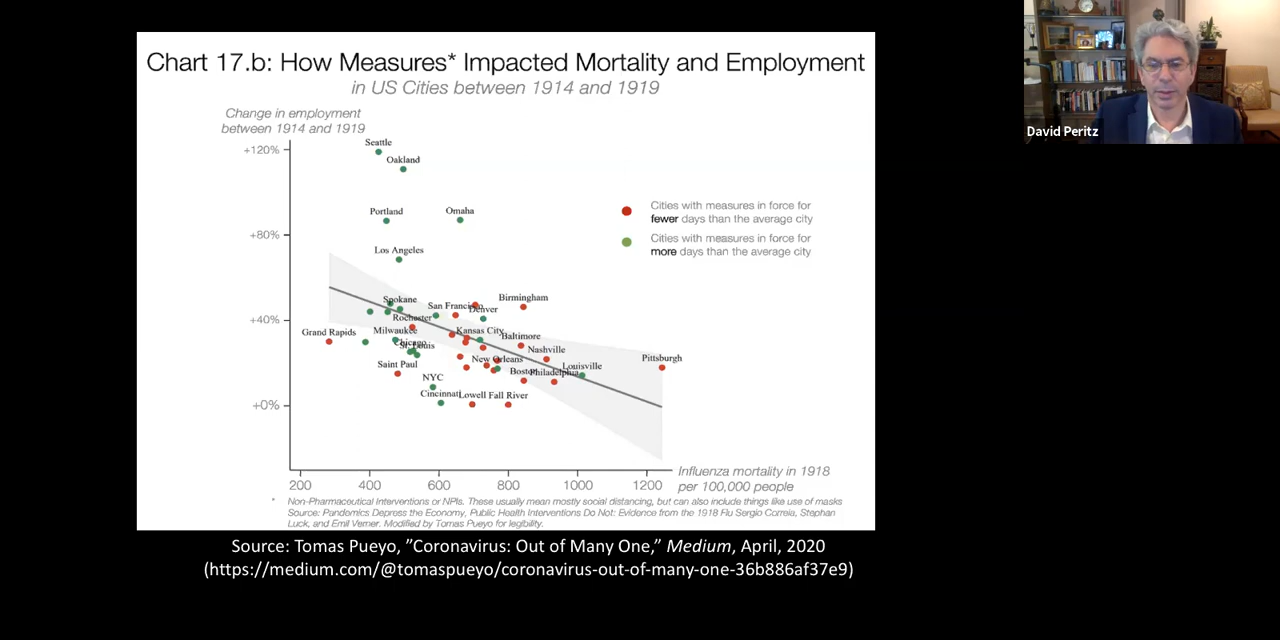 Chart 17.b: How Measures* Impacted Mortality and Employment
in US Cities between 1914 and 1919
David Peritz
Change in employment
between 1914 and 1919
Seattle
+120%
Oakland
Portland
Omaha
Cities with measures in force for
fewer days than the average city
+80%
Cities with measures in force for
more days than the average city
Los Angeles
Spokane
San Francisco
Denver
Birmingham
Rochester
+40%
Grand Rapids
Milwaukee
Kansas City
Baltimore
Chicago
St. Louis
Nashville
Saint Paul
New Orleans
Pittsburgh
NYC
Boston
Philadelphia
Louisville
Cincinnati
Lowell
Fall River
+0%
200
400
600
800
1000
1200
Influenza mortality in 1918
per 100,000 people
* Non-Pharmaceutical Interventions or NPIs. These usually mean mostly social distancing, but can also include things like use of masks
Source: Pandemics Depress the Economy, Public Health Interventions Do Not: Evidence from the 1918 Flu Sergio Correia, Stephan
Luck, and Emil Verner. Modified by Tomas Pueyo for legibility.
Source: Tomas Pueyo, ”Coronavirus: Out of Many One,” Medium, April, 2020
(https://medium.com/@tomaspueyo/coronavirus-out-of-many-one-36b886af37e9)